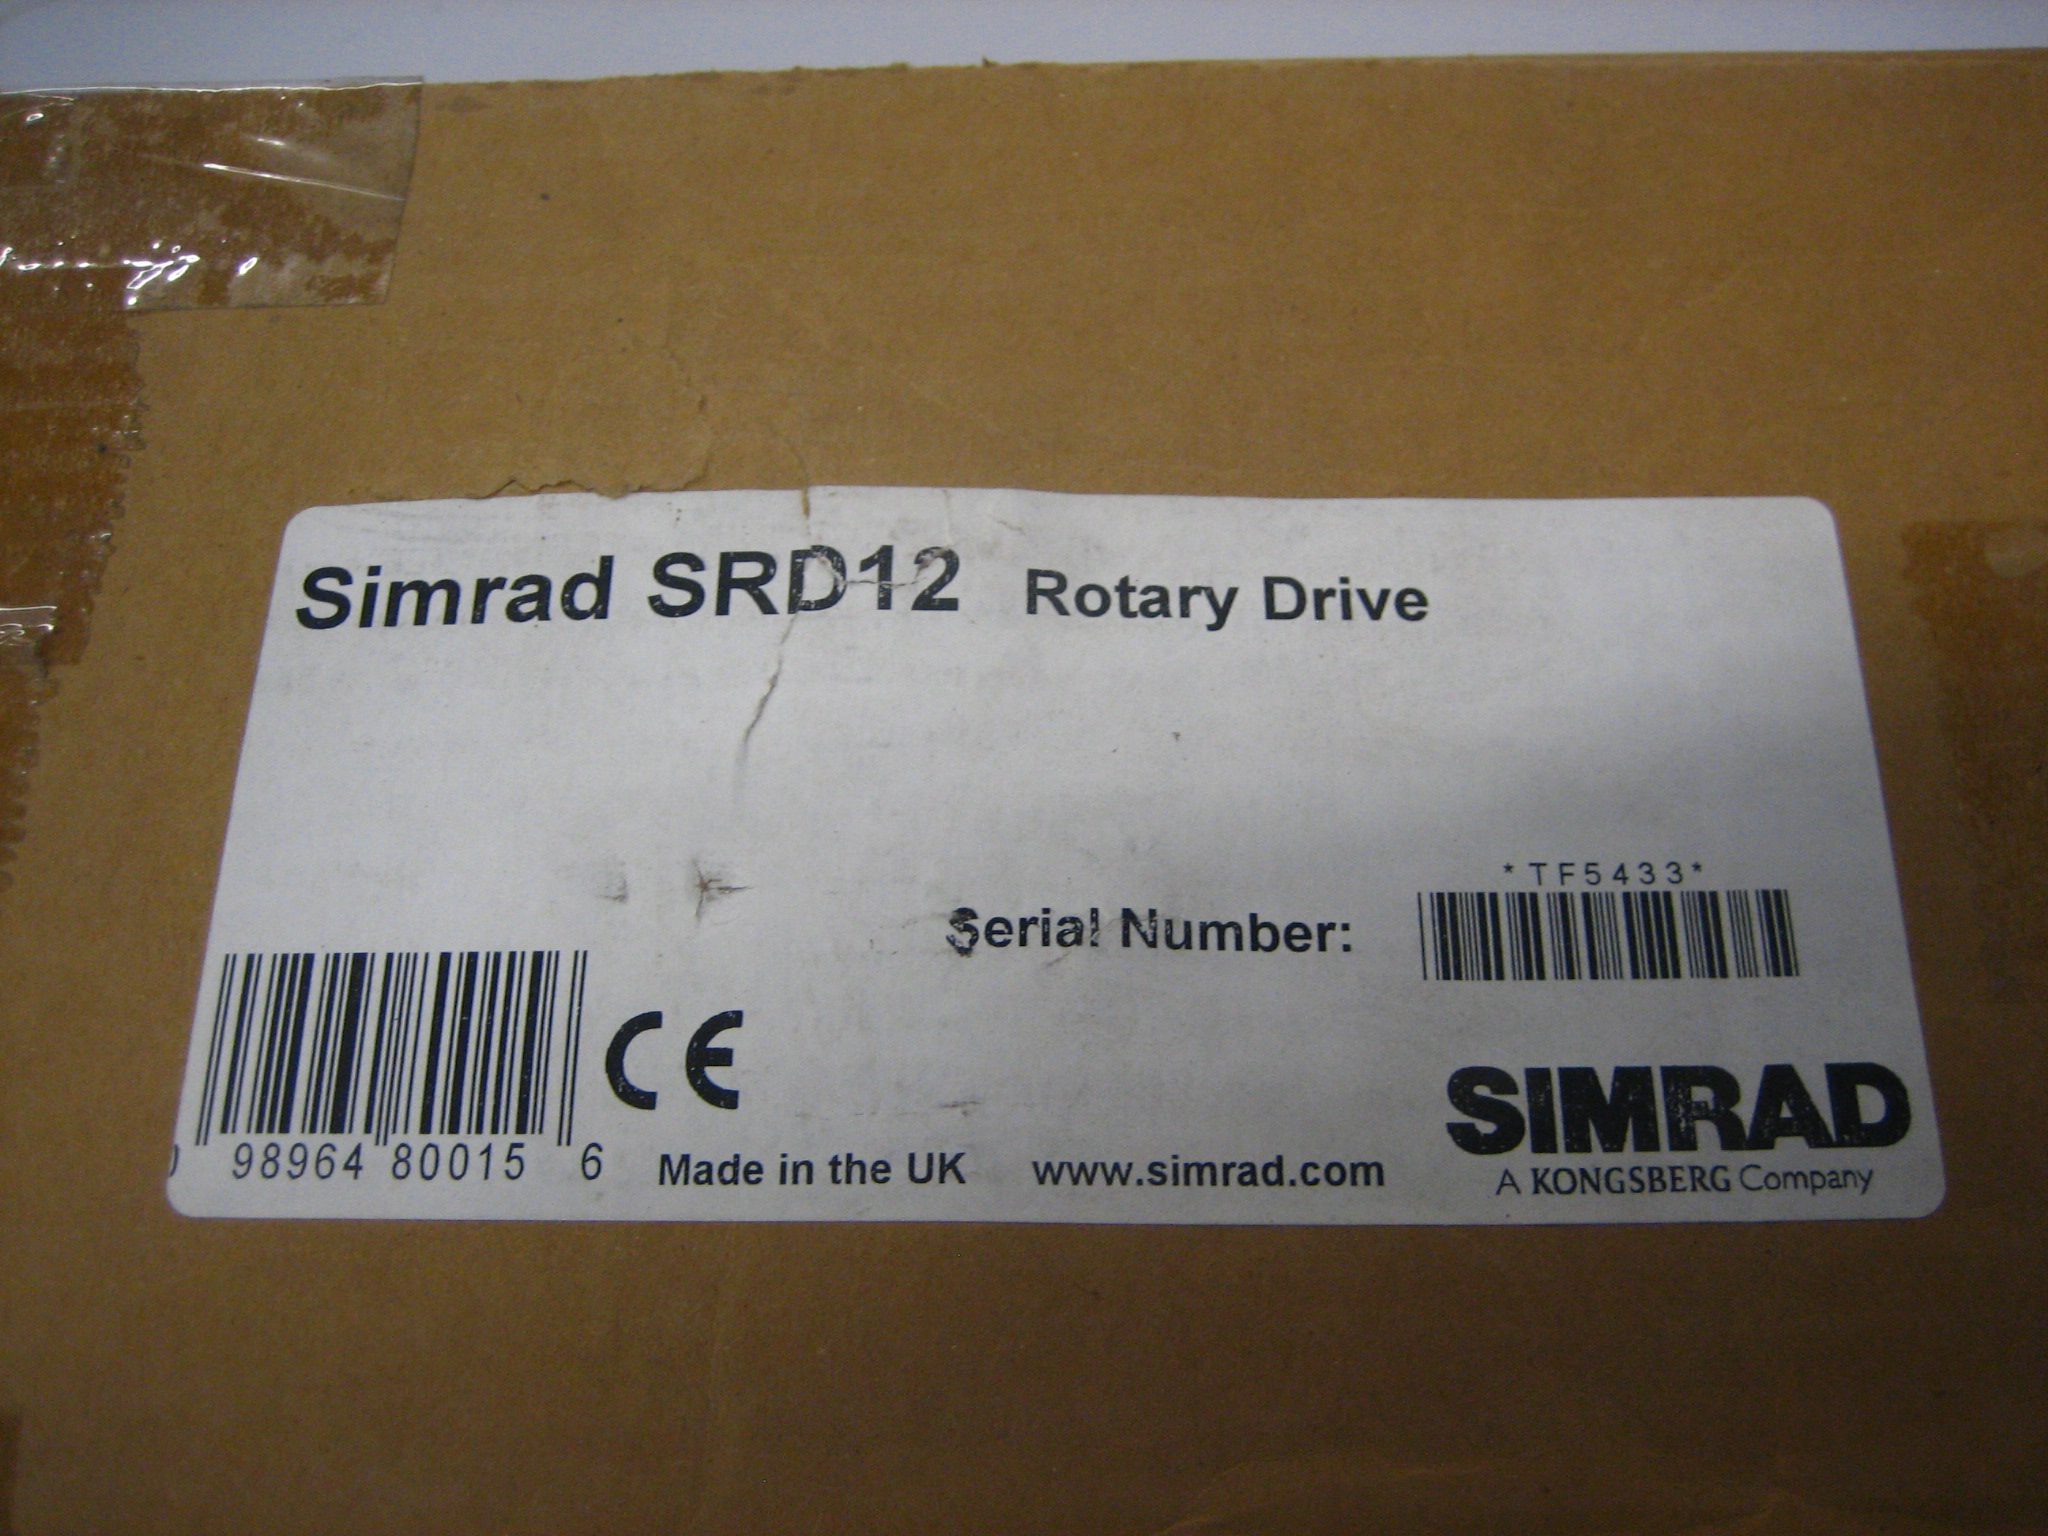 Simrad SRD12 Rotary Drive
*TF5433*
Serial Number:
CE
98964 80015 6
Made in the UK www.simrad.com
SIMRAD
A KONGSBERG Company